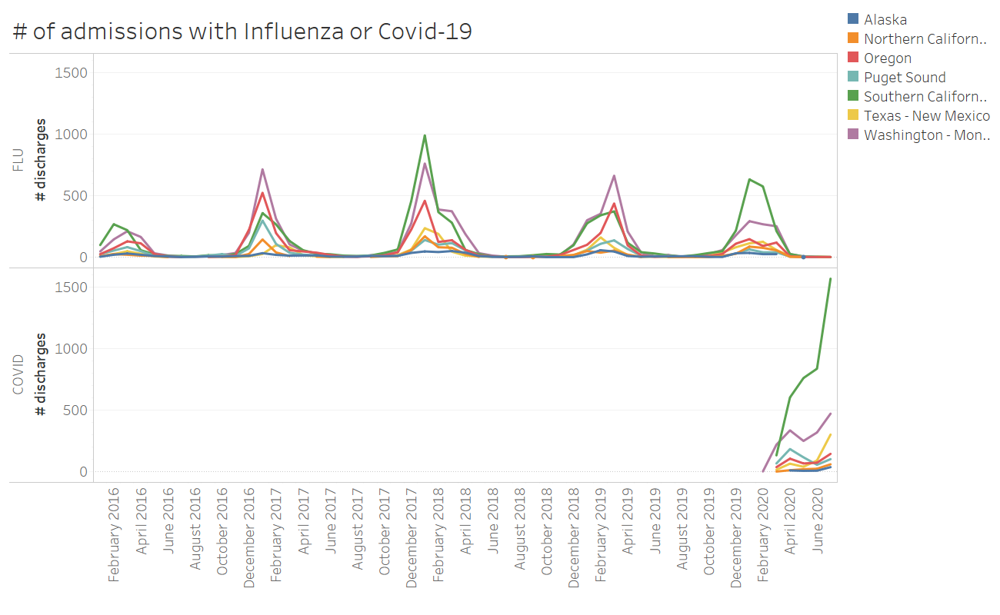 # of admissions with Influenza or Covid-19
Alaska
Northern Californ..
Oregon
Puget Sound
Southern Californ..
Texas - New Mexico
Washington - Mon..
FLU
# discharges
1500
1000
500
0
COVID
# discharges
1500
1000
500
0
February 2016
April 2016
June 2016
August 2016
October 2016
December 2016
February 2017
April 2017
June 2017
August 2017
October 2017
December 2017
February 2018
April 2018
June 2018
August 2018
October 2018
December 2018
February 2019
April 2019
June 2019
August 2019
October 2019
December 2019
February 2020
April 2020
June 2020